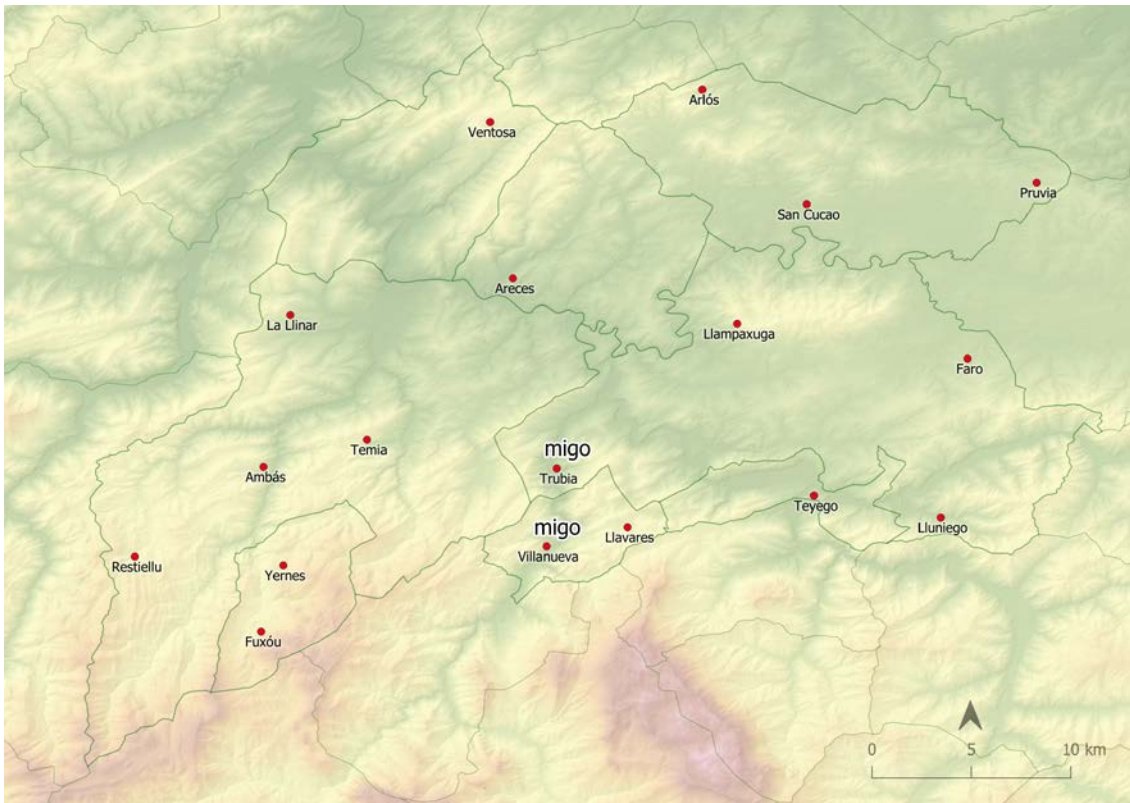 Arlós
Ventosa
Pruvia
San Cucao
Areces
La Llinar
Llampaxuga
Faro
Temia
migo
Trubia
Ambás
Teyego
Lluniego
migo
Llavares
Villanueva
Restiellu
Yernes
Fuxóu
0 5 10 km